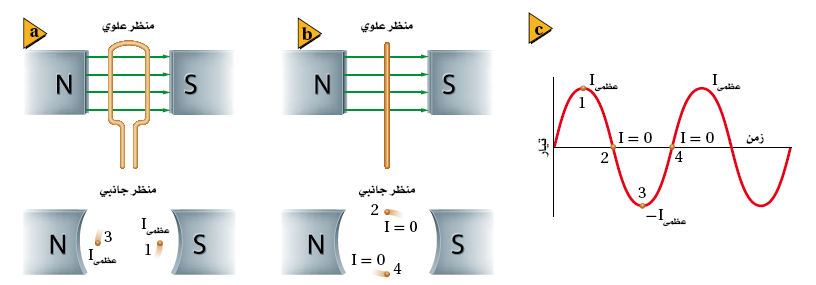 a
منظر علوي
N
S
منظر جانبي
N
S
3
Iعظمى
Iعظمى
1
b
منظر علوي
N
S
منظر جانبي
N
S
2
I = 0
I = 0
4
c
Iعظمى
Iعظمى
1
I = 0
I = 0
زمن
تيار
2
4
3
−Iعظمى